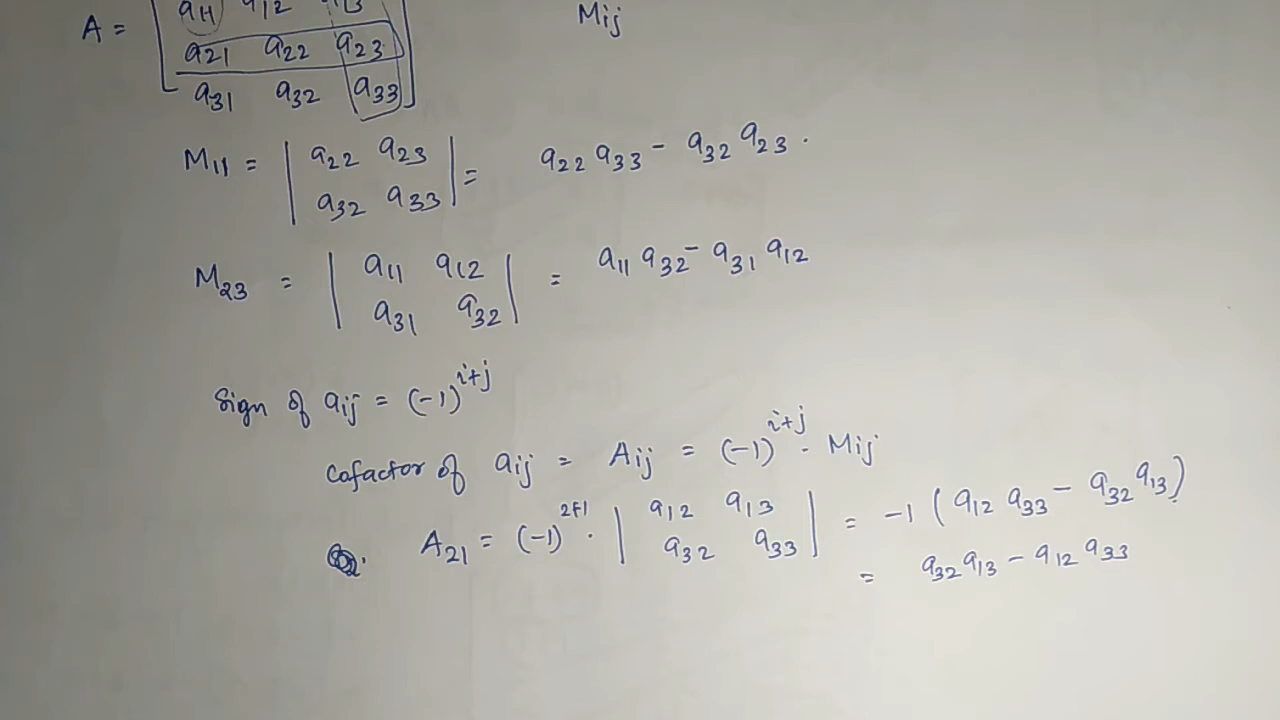 a11 a12 a13
A = a21 a22 a23 Mij
a31 a32 a33
M11 = | a22 a23 | = a22 a33 - a32 a23 .
| a32 a33 |
M23 = | a11 a12 | = a11 a32 - a31 a12
| a31 a32 |
Sign of aij = (-1)^i+j
Cofactor of aij = Aij = (-1)^i+j . Mij
A21 = (-1)^2+1 . | a12 a13 | = -1 ( a12 a33 - a32 a13 )
| a32 a33 |
= a32 a13 - a12 a33